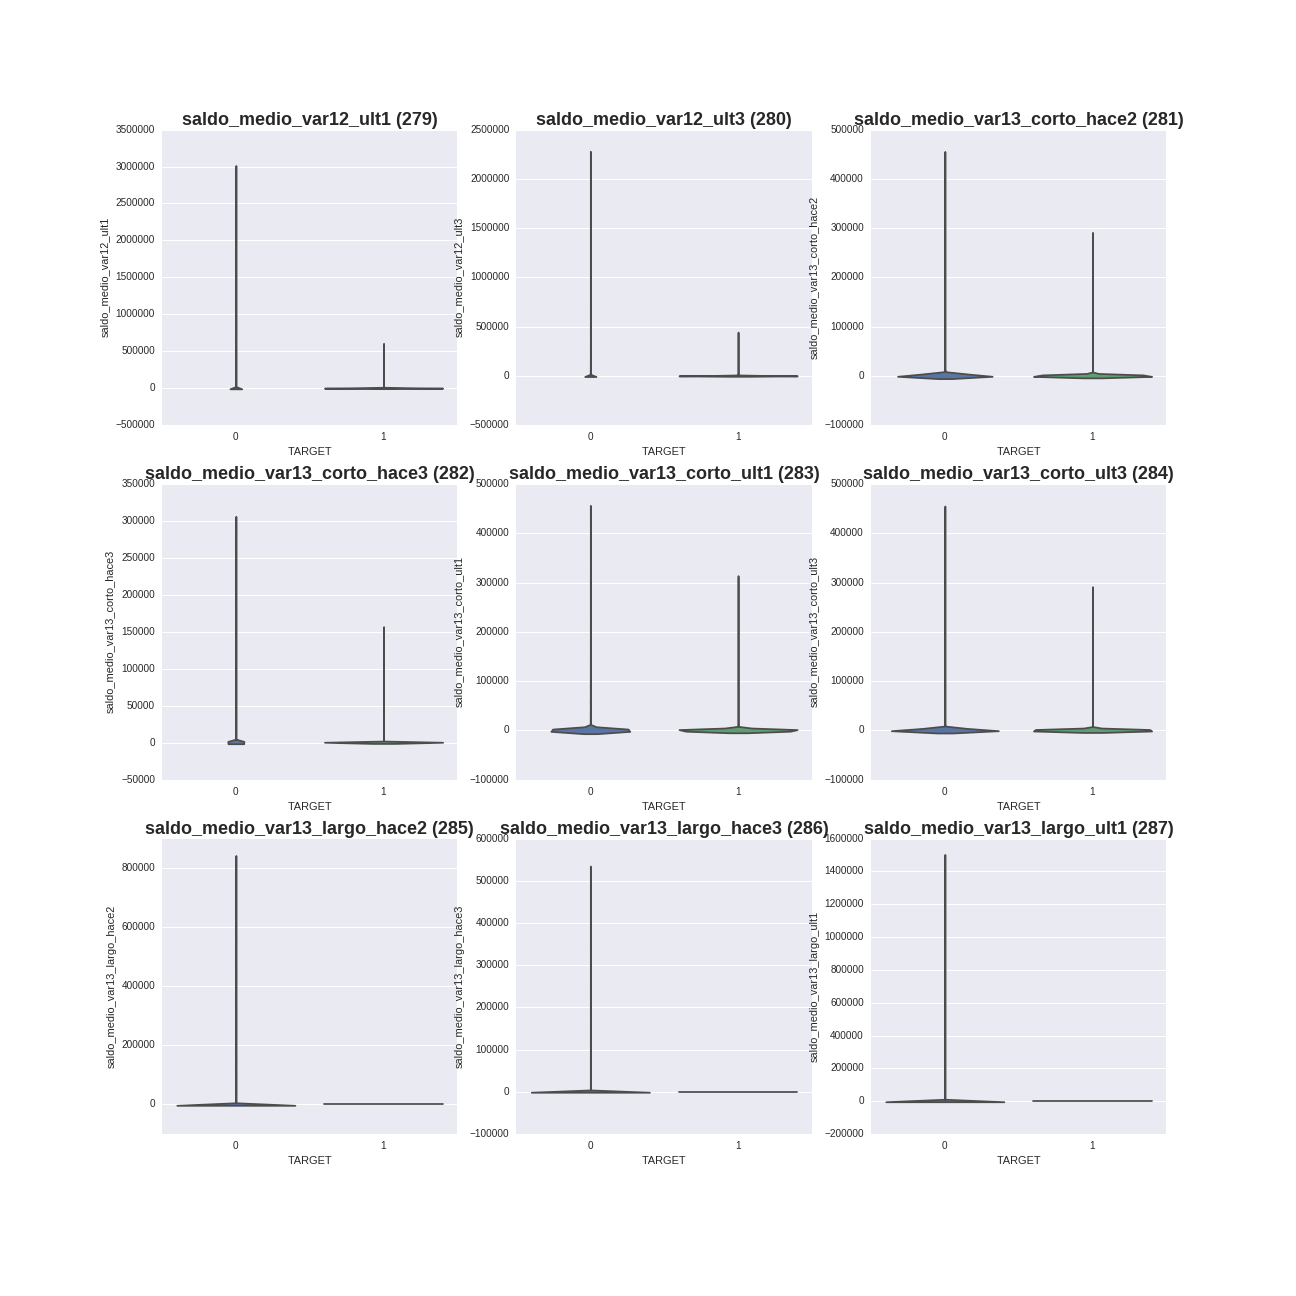 saldo_medio_var12_ult1 (279)
3500000
3000000
2500000
2000000
1500000
1000000
500000
0
−500000
saldo_medio_var12_ult1
0 1
TARGET
saldo_medio_var12_ult3 (280)
2500000
2000000
1500000
1000000
500000
0
−500000
saldo_medio_var12_ult3
0 1
TARGET
saldo_medio_var13_corto_hace2 (281)
500000
400000
300000
200000
100000
0
−100000
saldo_medio_var13_corto_hace2
0 1
TARGET
saldo_medio_var13_corto_hace3 (282)
350000
300000
250000
200000
150000
100000
50000
0
−50000
saldo_medio_var13_corto_hace3
0 1
TARGET
saldo_medio_var13_corto_ult1 (283)
500000
400000
300000
200000
100000
0
−100000
saldo_medio_var13_corto_ult1
0 1
TARGET
saldo_medio_var13_corto_ult3 (284)
500000
400000
300000
200000
100000
0
−100000
saldo_medio_var13_corto_ult3
0 1
TARGET
saldo_medio_var13_largo_hace2 (285)
800000
600000
400000
200000
0
saldo_medio_var13_largo_hace2
0 1
TARGET
saldo_medio_var13_largo_hace3 (286)
600000
500000
400000
300000
200000
100000
0
−100000
saldo_medio_var13_largo_hace3
0 1
TARGET
saldo_medio_var13_largo_ult1 (287)
1600000
1400000
1200000
1000000
800000
600000
400000
200000
0
−200000
saldo_medio_var13_largo_ult1
0 1
TARGET